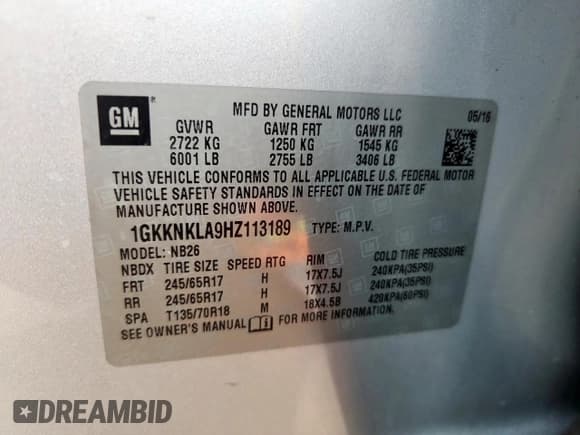 GM®
MFD BY GENERAL MOTORS LLC 05/16
GVWR GAWR FRT GAWR RR
2722 KG 1250 KG 1545 KG
6001 LB 2755 LB 3406 LB
THIS VEHICLE CONFORMS TO ALL APPLICABLE U.S. FEDERAL MOTOR
VEHICLE SAFETY STANDARDS IN EFFECT ON THE DATE OF
MANUFACTURE SHOWN ABOVE.
1GKKNKLA9HZ113189 TYPE: M.P.V.
MODEL: NB26
NBDX TIRE SIZE SPEED RTG RIM COLD TIRE PRESSURE
FRT 245/65R17 H 17X7.5J 240KPA(35PSI)
RR 245/65R17 H 17X7.5J 240KPA(35PSI)
SPA T135/70R18 M 18X4.5B 420KPA(60PSI)
SEE OWNER'S MANUAL FOR MORE INFORMATION.
DREAMBID